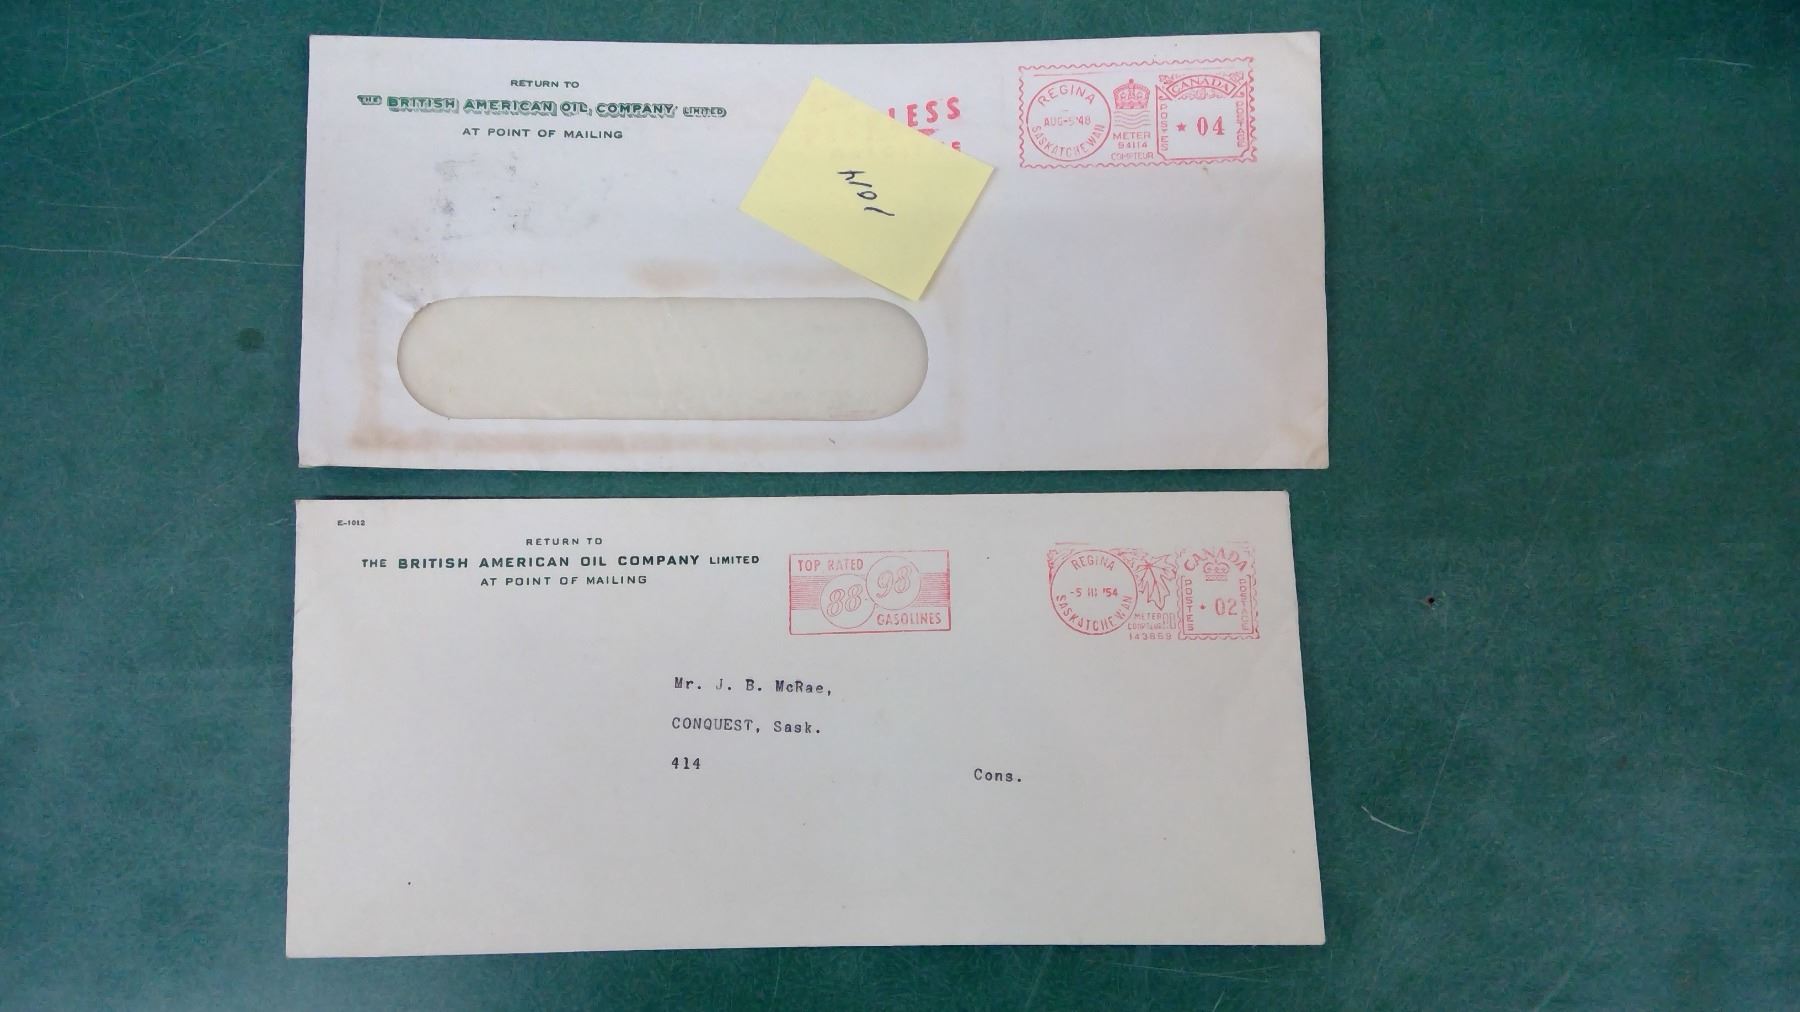 RETURN TO
THE BRITISH AMERICAN OIL COMPANY LIMITED
AT POINT OF MAILING
LESS
REGINA
AUG-5'48
SASKATCHEWAN
METER
94114
COMPTEUR
CANADA
POSTES
★ 04
POSTAGE
1014
E-1012
RETURN TO
THE BRITISH AMERICAN OIL COMPANY LIMITED
AT POINT OF MAILING
TOP RATED
88 98
GASOLINES
REGINA
-5 III '54
SASKATCHEWAN
METER
COMPTEUR
143859
CANADA
POSTES
· 02
POSTAGE
Mr. J. B. McRae,
CONQUEST, Sask.
414
Cons.